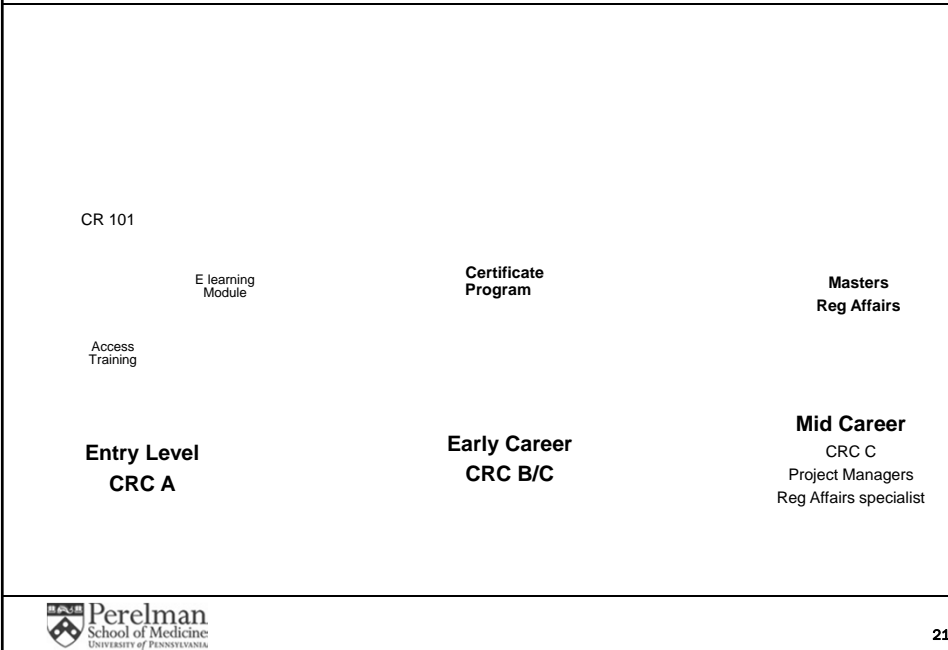 CR 101
E learning
Module
Access
Training
Certificate
Program
Masters
Reg Affairs
Entry Level
CRC A
Early Career
CRC B/C
Mid Career
CRC C
Project Managers
Reg Affairs specialist
Perelman
School of Medicine
UNIVERSITY of PENNSYLVANIA
21